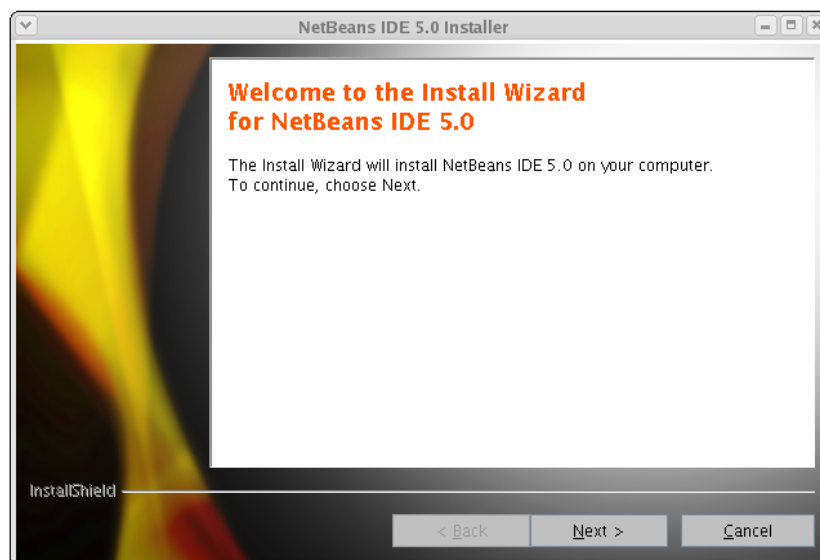 NetBeans IDE 5.0 Installer
Welcome to the Install Wizard
for NetBeans IDE 5.0
The Install Wizard will install NetBeans IDE 5.0 on your computer.
To continue, choose Next.
InstallShield
< Back
Next >
Cancel